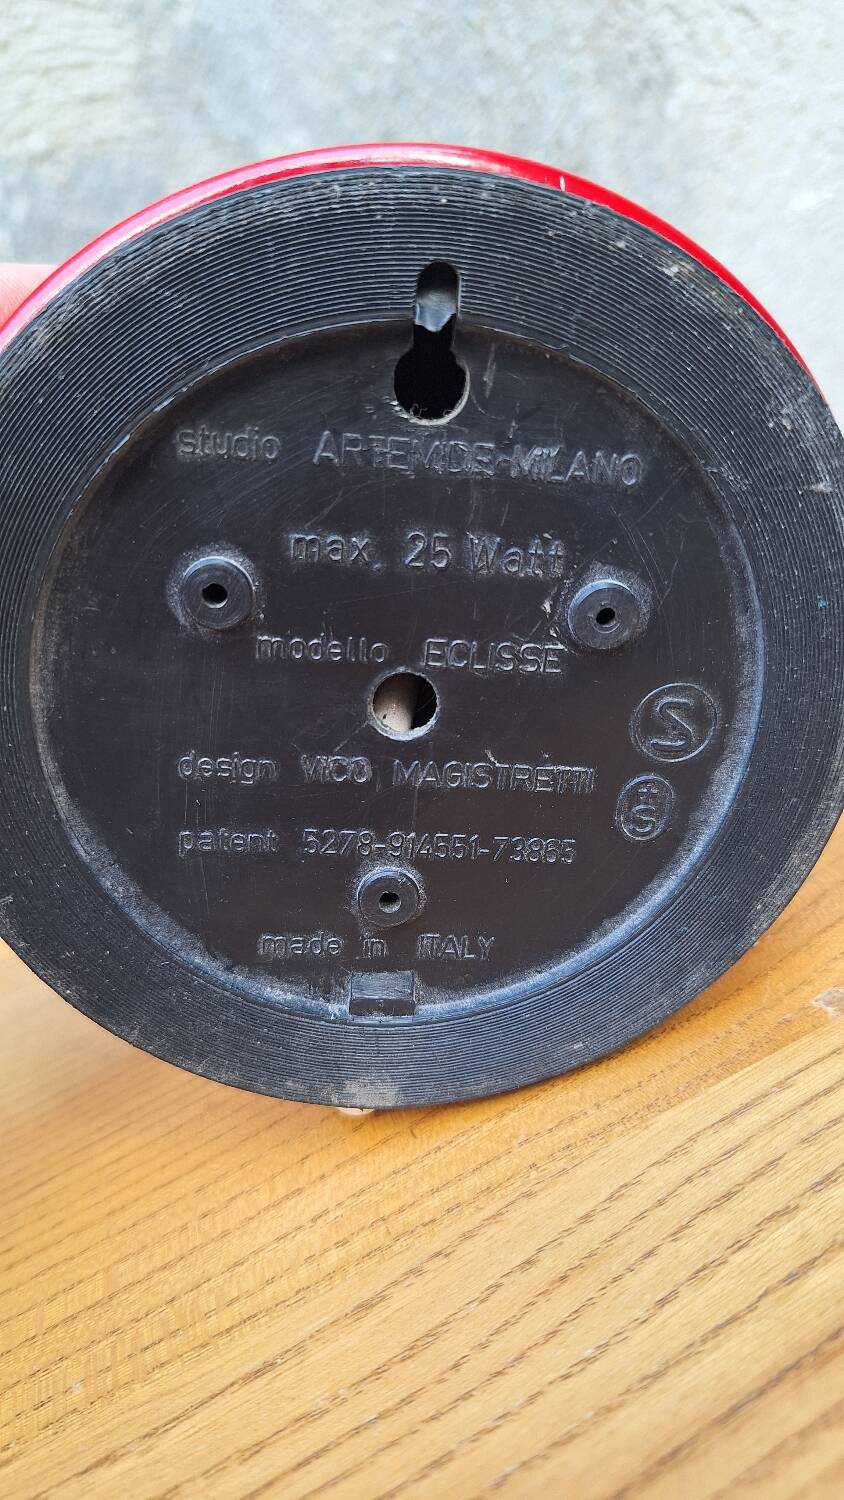 studio ARTEMIDE-MILANO
max. 25 Watt
modello ECLISSE
S
design VICO MAGISTRETTI
+S
patent 5278-914551-73865
made in ITALY